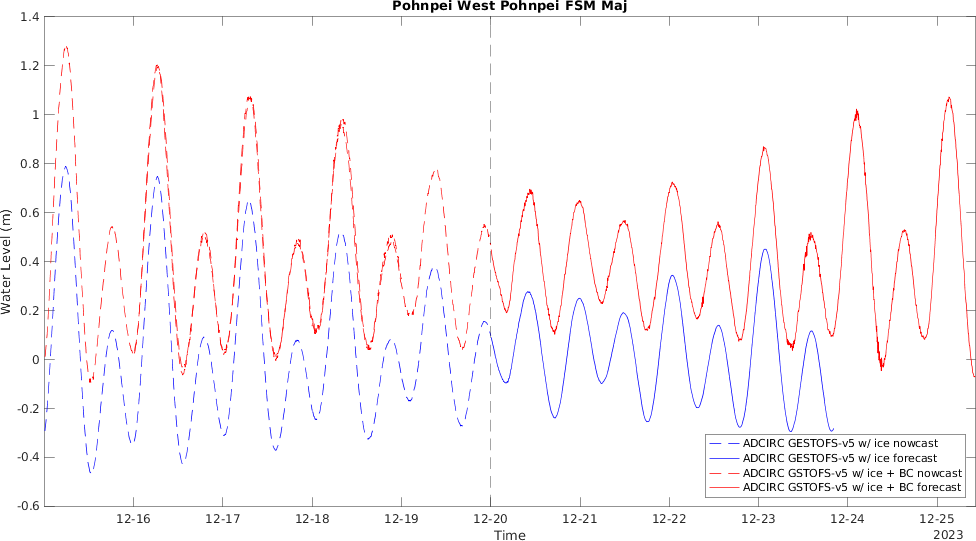 Pohnpei West Pohnpei FSM Maj
Water Level (m)
1.4
1.2
1
0.8
0.6
0.4
0.2
0
-0.2
-0.4
-0.6
ADCIRC GESTOFS-v5 w/ ice nowcast
ADCIRC GESTOFS-v5 w/ ice forecast
ADCIRC GSTOFS-v5 w/ ice + BC nowcast
ADCIRC GSTOFS-v5 w/ ice + BC forecast
12-16 12-17 12-18 12-19 12-20 12-21 12-22 12-23 12-24 12-25
Time
2023